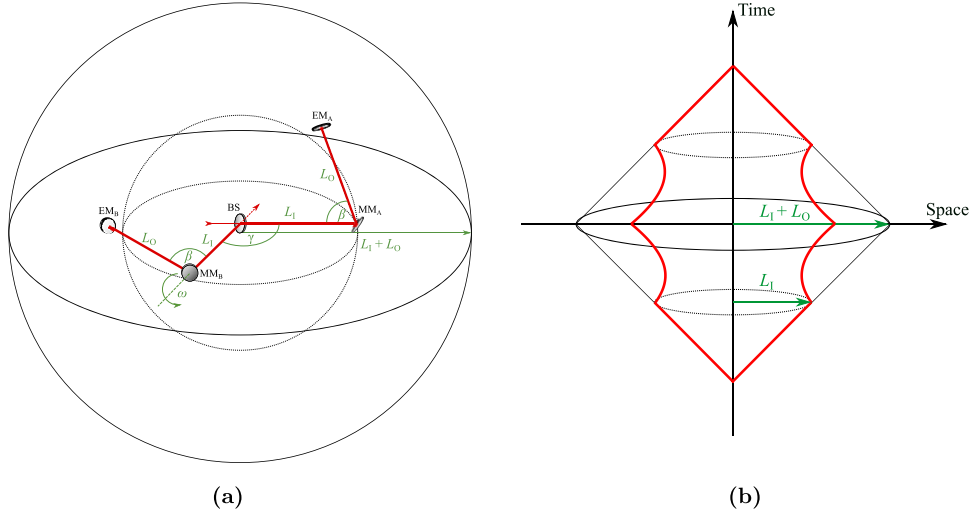 Time
EM_A
L_O
EM_B
BS
L_I
MM_A
β
L_O
L_I
γ
L_I + L_O
β
MM_B
ω
L_I + L_O
Space
L_I
(a)
(b)